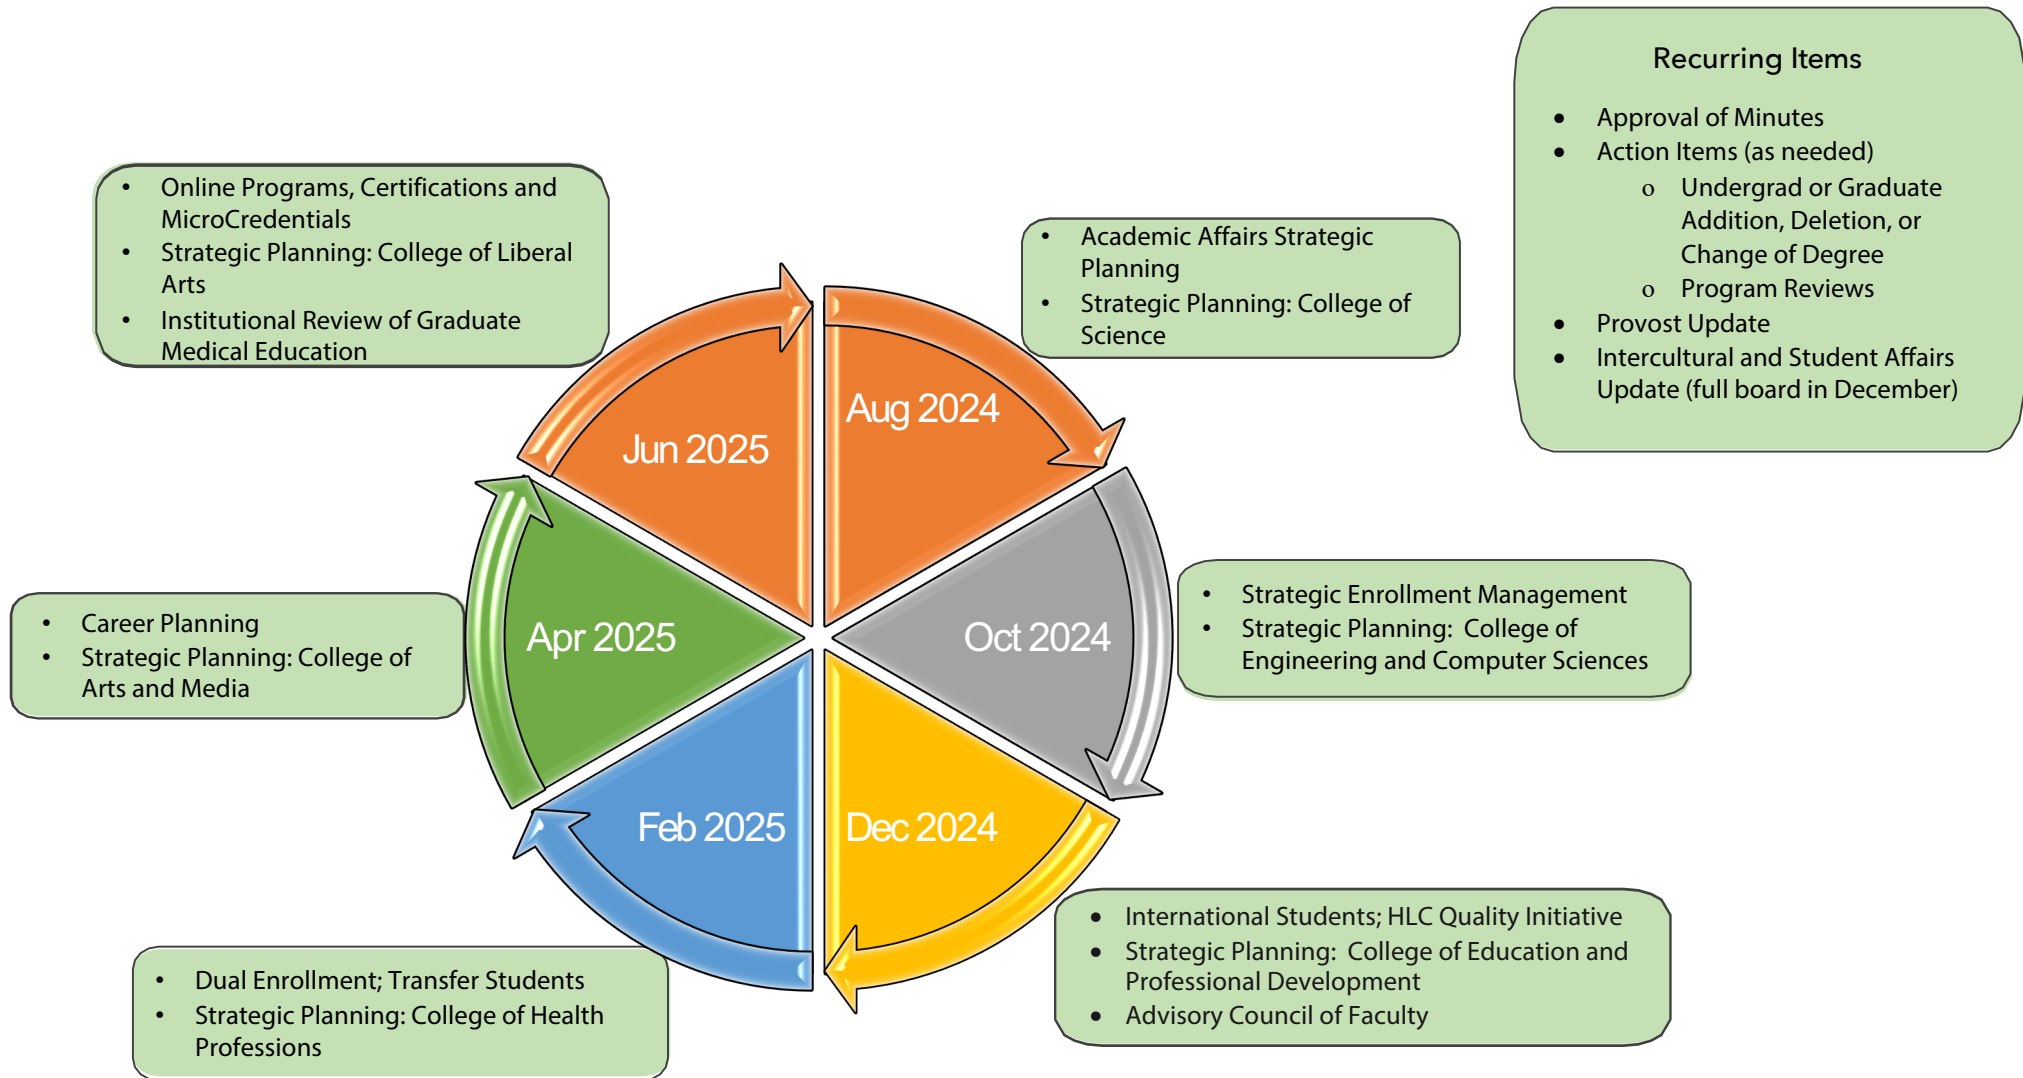 Recurring Items
• Approval of Minutes
• Action Items (as needed)
o Undergrad or Graduate
Addition, Deletion, or
Change of Degree
o Program Reviews
• Provost Update
• Intercultural and Student Affairs
Update (full board in December)
• Online Programs, Certifications and
MicroCredentials
• Strategic Planning: College of Liberal
Arts
• Institutional Review of Graduate
Medical Education
• Academic Affairs Strategic
Planning
• Strategic Planning: College of
Science
Jun 2025
Aug 2024
• Career Planning
• Strategic Planning: College of
Arts and Media
Apr 2025
Oct 2024
• Strategic Enrollment Management
• Strategic Planning: College of
Engineering and Computer Sciences
Feb 2025
Dec 2024
• Dual Enrollment; Transfer Students
• Strategic Planning: College of Health
Professions
• International Students; HLC Quality Initiative
• Strategic Planning: College of Education and
Professional Development
• Advisory Council of Faculty